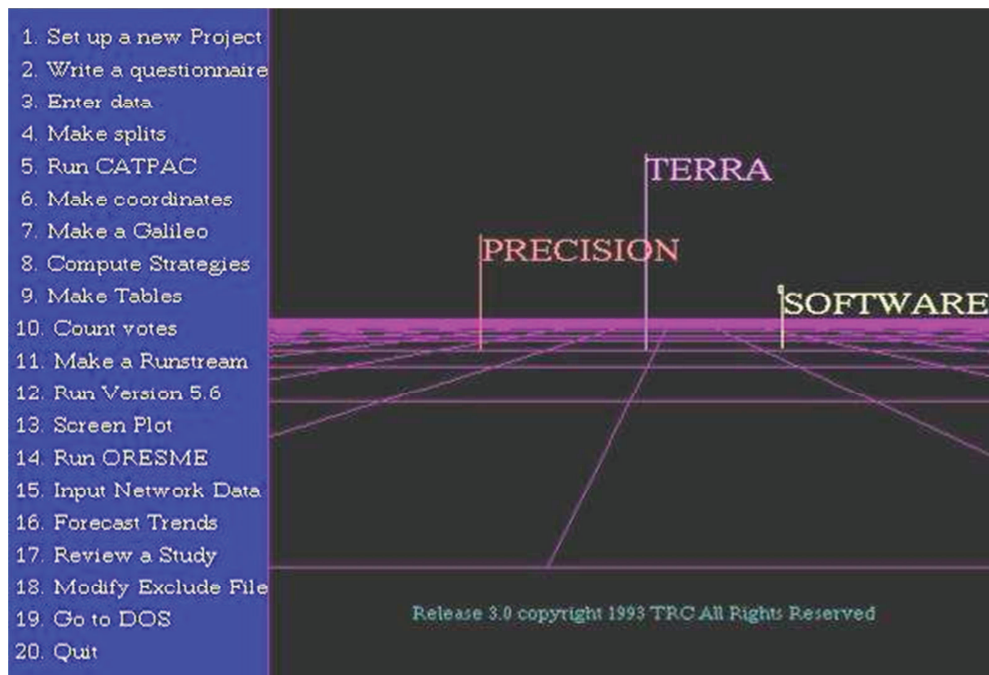 1. Set up a new Project
2. Write a questionnaire
3. Enter data
4. Make splits
5. Run CATPAC
6. Make coordinates
7. Make a Galileo
8. Compute Strategies
9. Make Tables
10. Count votes
11. Make a Runstream
12. Run Version 5.6
13. Screen Plot
14. Run ORESME
15. Input Network Data
16. Forecast Trends
17. Review a Study
18. Modify Exclude File
19. Go to DOS
20. Quit
TERRA
PRECISION
SOFTWARE
Release 3.0 copyright 1993 TRC All Rights Reserved